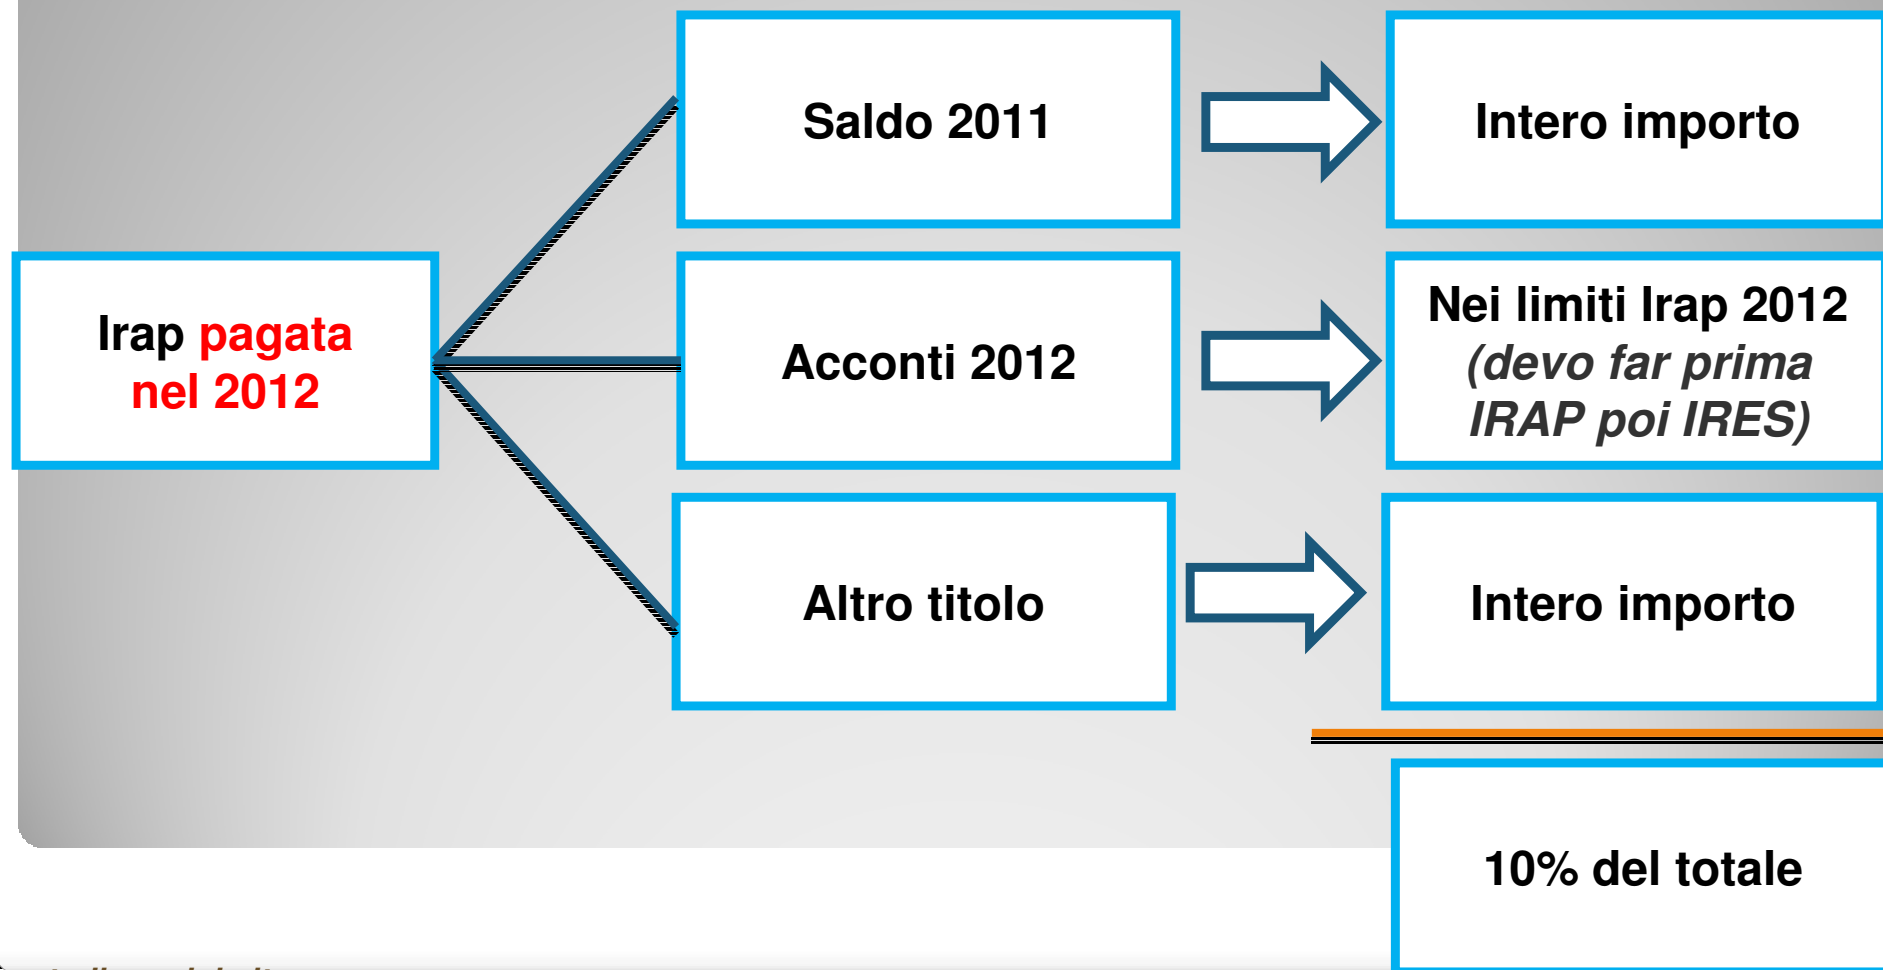 Saldo 2011
Intero importo
Irap pagata
nel 2012
Acconti 2012
Nei limiti Irap 2012
(devo far prima
IRAP poi IRES)
Altro titolo
Intero importo
10% del totale